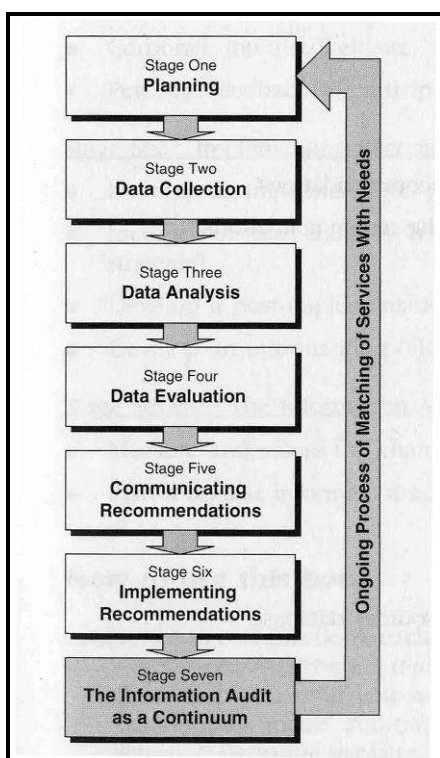 Stage One
Planning
Stage Two
Data Collection
Stage Three
Data Analysis
Stage Four
Data Evaluation
Stage Five
Communicating
Recommendations
Stage Six
Implementing
Recommendations
Stage Seven
The Information Audit
as a Continuum
Ongoing Process of Matching of Services With Needs